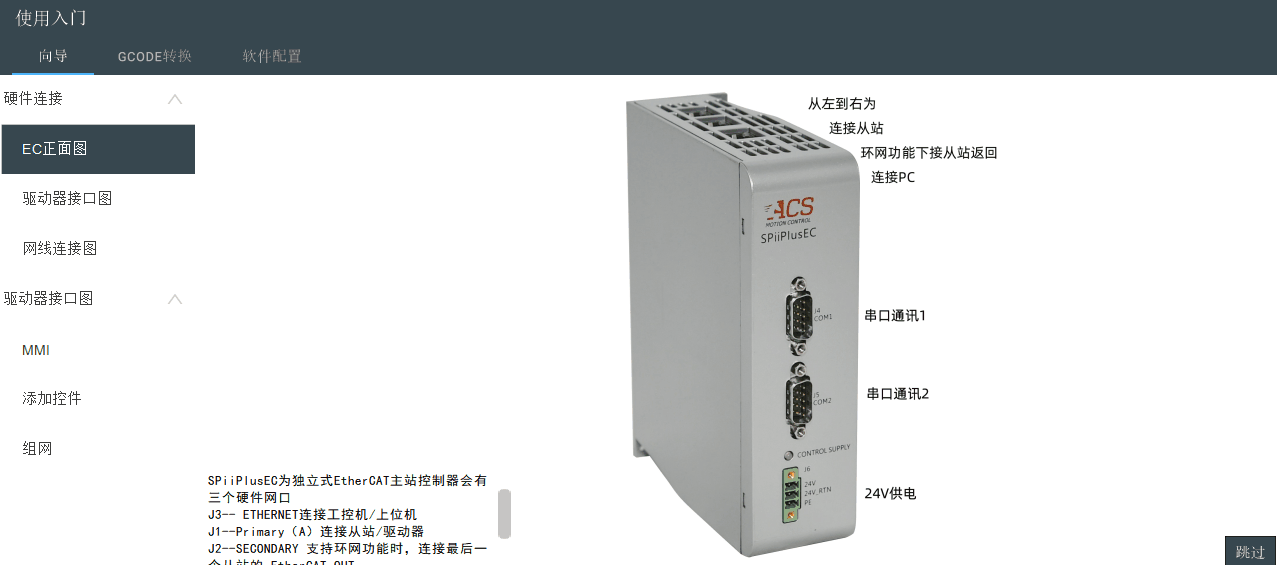 使用入门
向导
GCODE转换
软件配置
硬件连接
EC正面图
驱动器接口图
网线连接图
驱动器接口图
MMI
添加控件
组网
从左到右为
连接从站
环网功能下接从站返回
连接PC
ACS
MOTION CONTROL
SPiiPlusEC
J4
COM1
串口通讯1
J5
COM2
串口通讯2
CONTROL SUPPLY
J6
24V
24V_RTN
PE
24V供电
SPiiPlusEC为独立式EtherCAT主站控制器会有
三个硬件网口
J3-- ETHERNET连接工控机/上位机
J1--Primary（A）连接从站/驱动器
J2--SECONDARY 支持环网功能时，连接最后一
个从站的 EtherCAT OUT
跳过